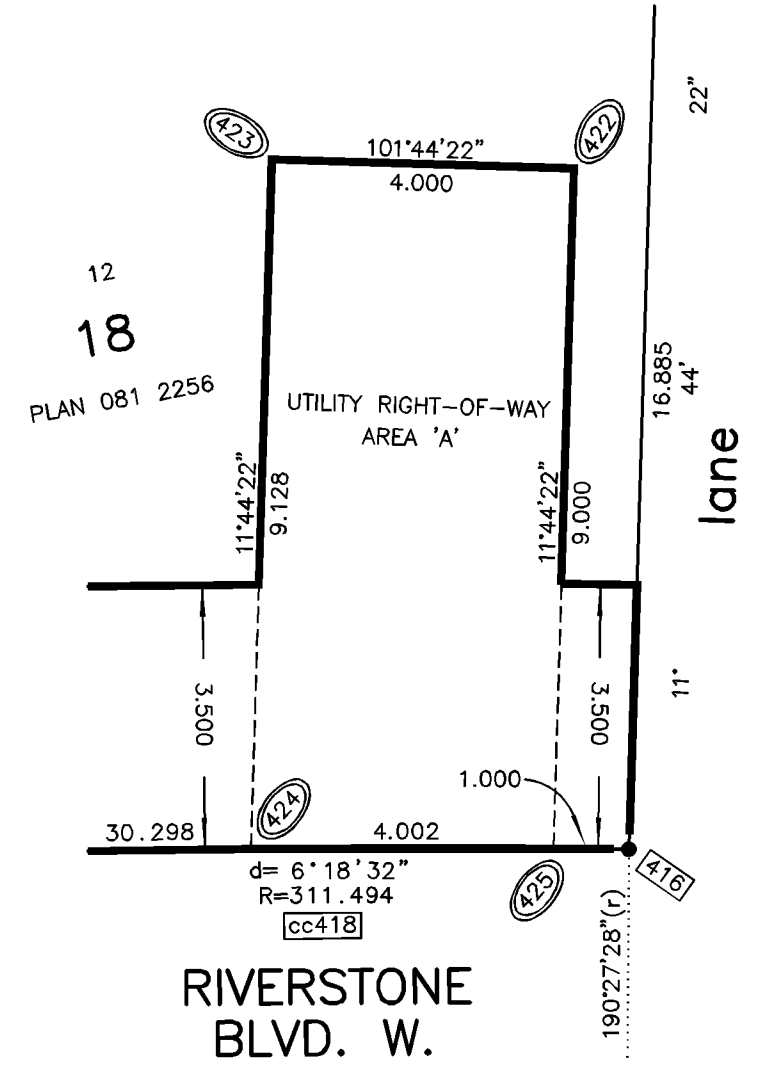 22"
423
422
101°44'22"
4.000
12
18
PLAN 081 2256
UTILITY RIGHT-OF-WAY
AREA 'A'
16.885
44'
lane
11°44'22"
9.128
11°44'22"
9.000
3.500
3.500
11°
1.000
424
30.298
4.002
d= 6°18'32"
R=311.494
cc418
425
416
190°27'28"(r)
RIVERSTONE
BLVD. W.